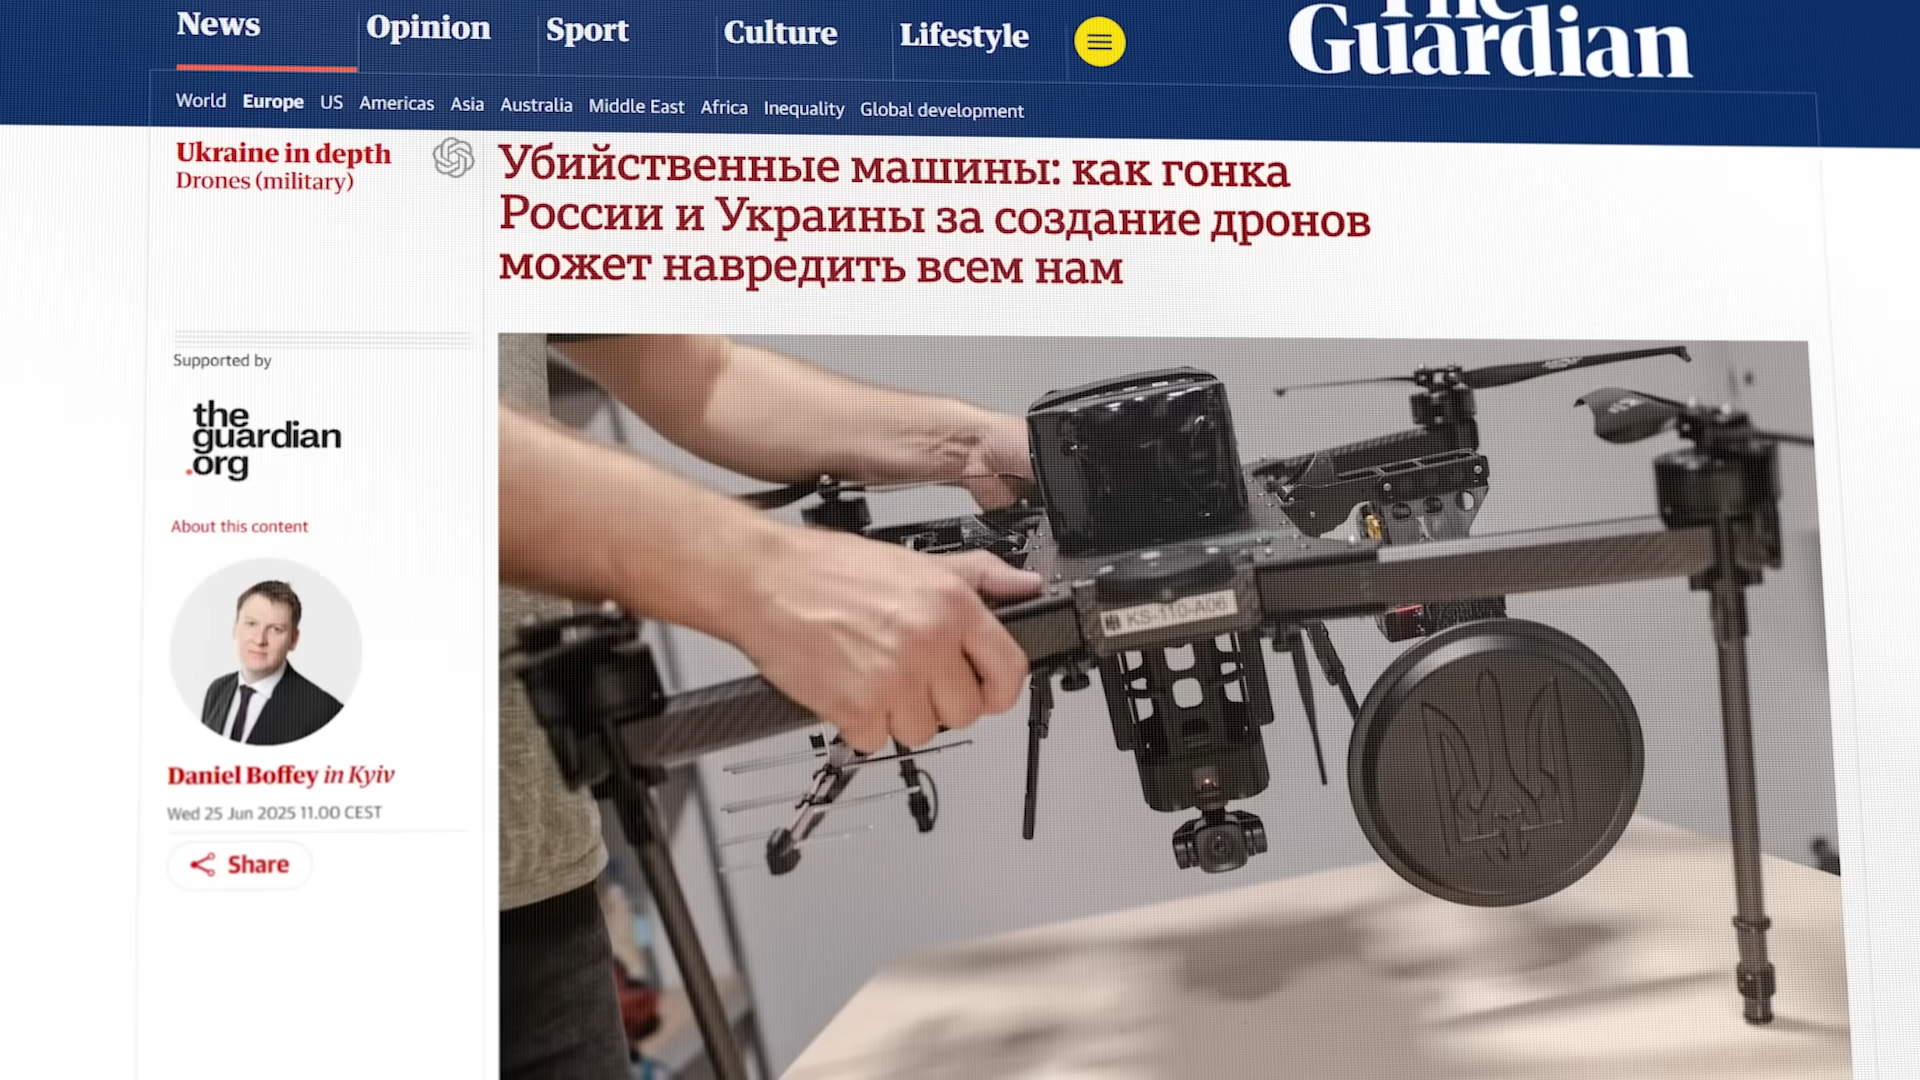 News
Opinion
Sport
Culture
Lifestyle
The
Guardian
World
Europe
US
Americas
Asia
Australia
Middle East
Africa
Inequality
Global development
Ukraine in depth
Drones (military)
Убийственные машины: как гонка
России и Украины за создание дронов
может навредить всем нам
Supported by
the
guardian
.org
About this content
Daniel Boffey in Kyiv
Wed 25 Jun 2025 11.00 CEST
Share
KS-11D-A06